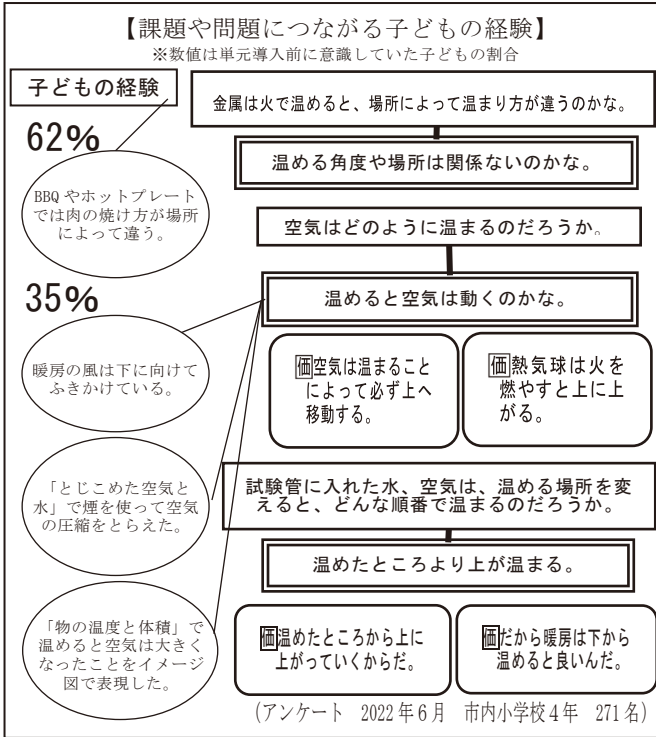 【課題や問題につながる子どもの経験】
※数値は単元導入前に意識していた子どもの割合
子どもの経験
金属は火で温めると、場所によって温まり方が違うのかな。
62%
温める角度や場所は関係ないのかな。
BBQ やホットプレート
では肉の焼け方が場所
によって違う。
空気はどのように温まるのだろうか。
35%
温めると空気は動くのかな。
暖房の風は下に向けて
ふきかけている。
価空気は温まること
によって必ず上へ
移動する。
価熱気球は火を
燃やすと上に上
がる。
「とじこめた空気と
水」で煙を使って空気
の圧縮をとらえた。
試験管に入れた水、空気は、温める場所を変
えると、どんな順番で温まるのだろうか。
温めたところより上が温まる。
「物の温度と体積」で
温めると空気は大きく
なったことをイメージ
図で表現した。
価温めたところから上に
上がっていくからだ。
価だから暖房は下から
温めると良いんだ。
(アンケート　2022 年 6 月　市内小学校 4 年　271 名)